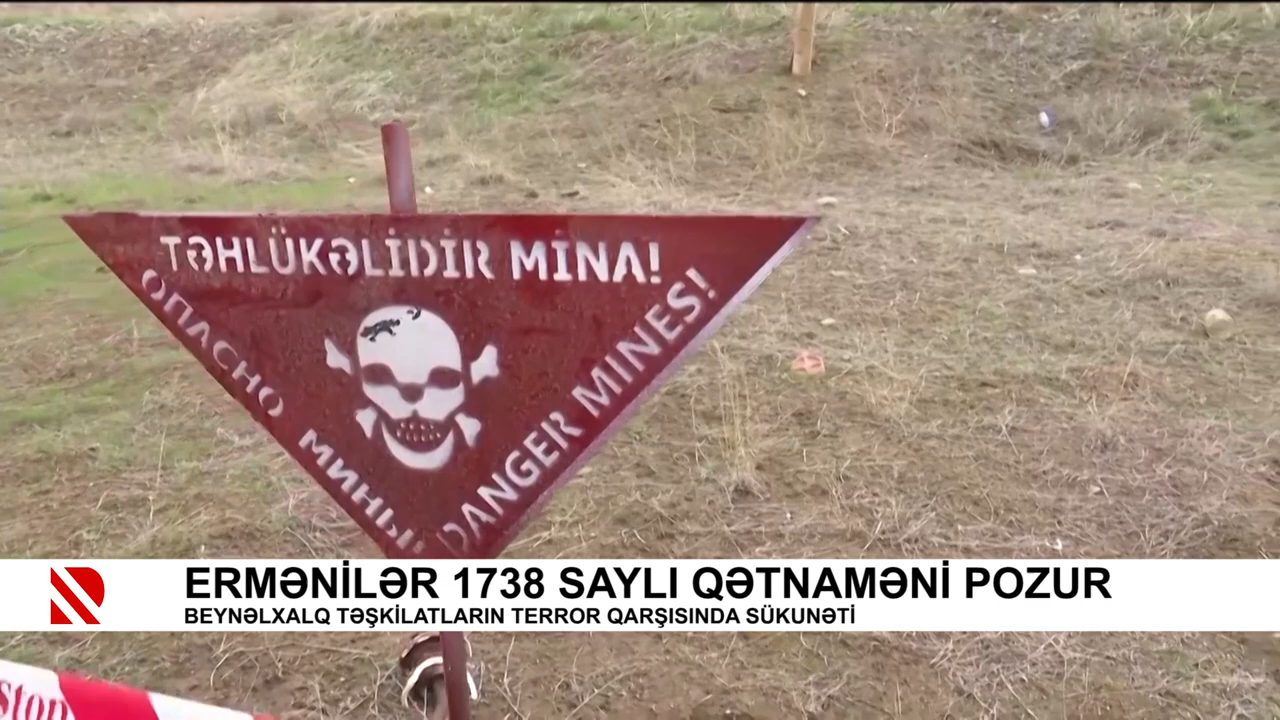 TƏHLÜKƏLİDİR MİNA!
ОПАСНО МИНЫ!
DANGER MINES!
ERMƏNİLƏR 1738 SAYLI QƏTNAMƏNİ POZUR
BEYNƏLXALQ TƏŞKİLATLARIN TERROR QARŞISINDA SÜKUNƏTİ
stop